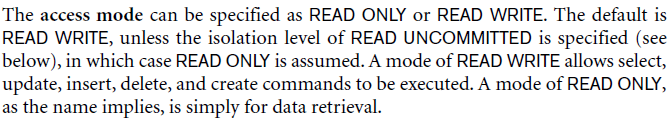 The access mode can be specified as READ ONLY or READ WRITE. The default is
READ WRITE, unless the isolation level of READ UNCOMMITTED is specified (see
below), in which case READ ONLY is assumed. A mode of READ WRITE allows select,
update, insert, delete, and create commands to be executed. A mode of READ ONLY,
as the name implies, is simply for data retrieval.